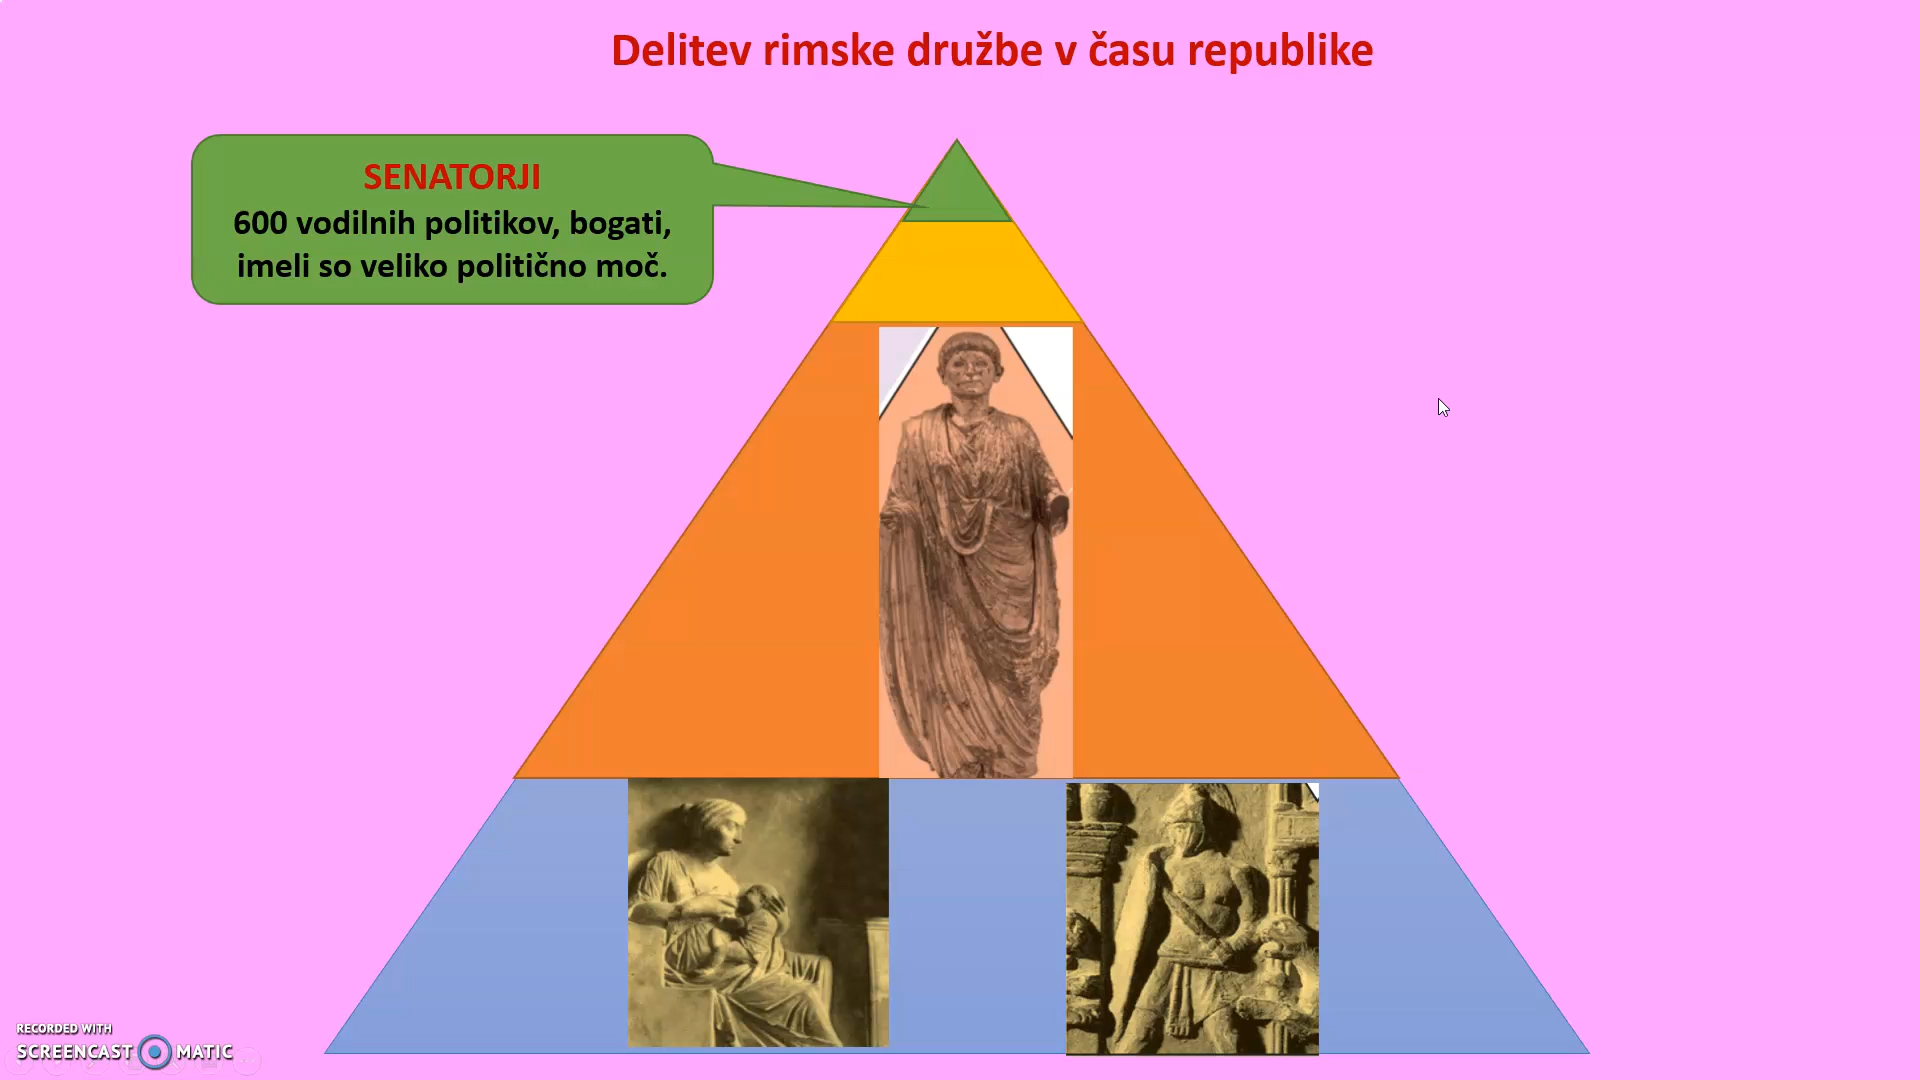 Delitev rimske družbe v času republike
SENATORJI
600 vodilnih politikov, bogati,
imeli so veliko politično moč.
RECORDED WITH
SCREENCAST MATIC